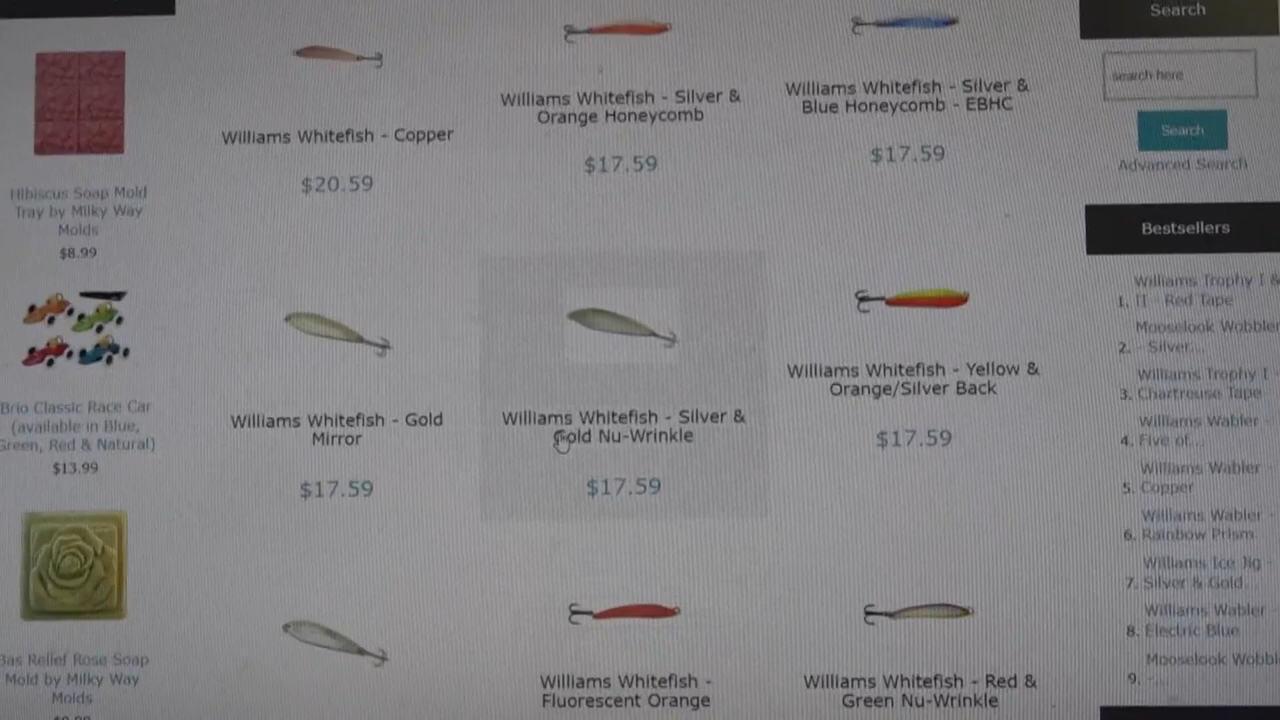 Hibiscus Soap Mold
Tray by Milky Way
Molds
$8.99
Brio Classic Race Car
(available in Blue,
Green, Red & Natural)
$13.99
Bas Relief Rose Soap
Mold by Milky Way
Molds
Williams Whitefish - Copper
$20.59
Williams Whitefish - Silver &
Orange Honeycomb
$17.59
Williams Whitefish - Silver &
Blue Honeycomb - EBHC
$17.59
Williams Whitefish - Gold
Mirror
$17.59
Williams Whitefish - Silver &
Gold Nu-Wrinkle
$17.59
Williams Whitefish - Yellow &
Orange/Silver Back
$17.59
Williams Whitefish -
Fluorescent Orange
Williams Whitefish - Red &
Green Nu-Wrinkle
Search
search here
Search
Advanced Search
Bestsellers
Williams Trophy I &
1. II - Red Tape
Mooselook Wobbler
2. - Silver...
Williams Trophy I -
3. Chartreuse Tape
Williams Wabler -
4. Five of...
Williams Wabler -
5. Copper
Williams Wabler -
6. Rainbow Prism
Williams Ice Jig -
7. Silver & Gold...
Williams Wabler -
8. Electric Blue
Mooselook Wobbl
9. -...